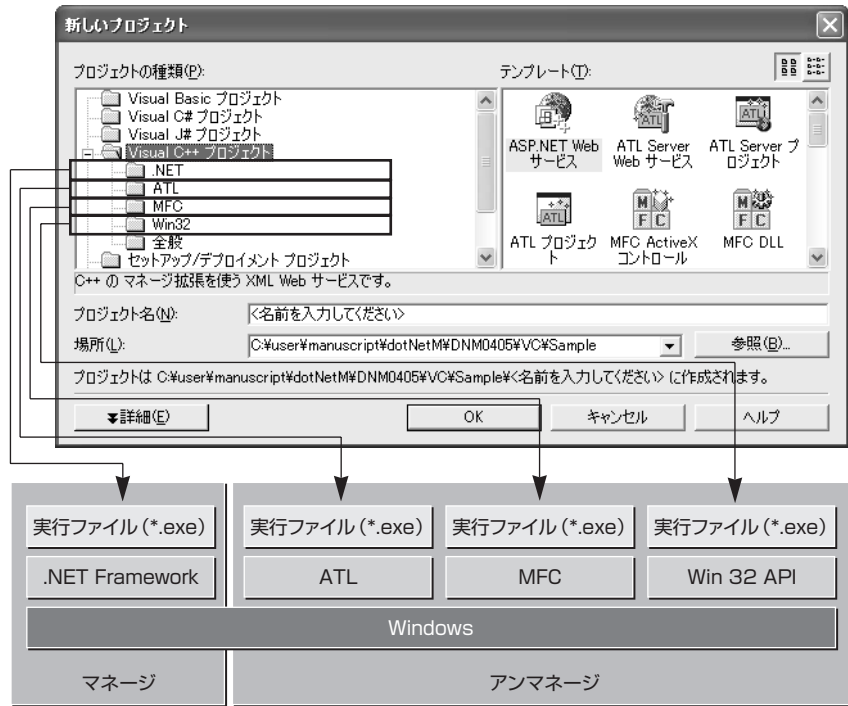 新しいプロジェクト
プロジェクトの種類(P):
テンプレート(T):
Visual Basic プロジェクト
Visual C# プロジェクト
Visual J# プロジェクト
Visual C++ プロジェクト
.NET
ATL
MFC
Win32
全般
セットアップ/デプロイメント プロジェクト
ASP.NET Web
サービス
ATL Server
Web サービス
ATL Server プ
ロジェクト
ATL プロジェク
ト
MFC ActiveX
コントロール
MFC DLL
C++ の マネージ拡張を使う XML Web サービスです。
プロジェクト名(N):
<名前を入力してください>
場所(L):
C:¥user¥manuscript¥dotNetM¥DNM0405¥VC¥Sample
参照(B)...
プロジェクトは C:¥user¥manuscript¥dotNetM¥DNM0405¥VC¥Sample¥<名前を入力してください> に作成されます。
詳細(E)
OK
キャンセル
ヘルプ
実行ファイル(*.exe)
実行ファイル(*.exe)
実行ファイル(*.exe)
実行ファイル(*.exe)
.NET Framework
ATL
MFC
Win 32 API
Windows
マネージ
アンマネージ